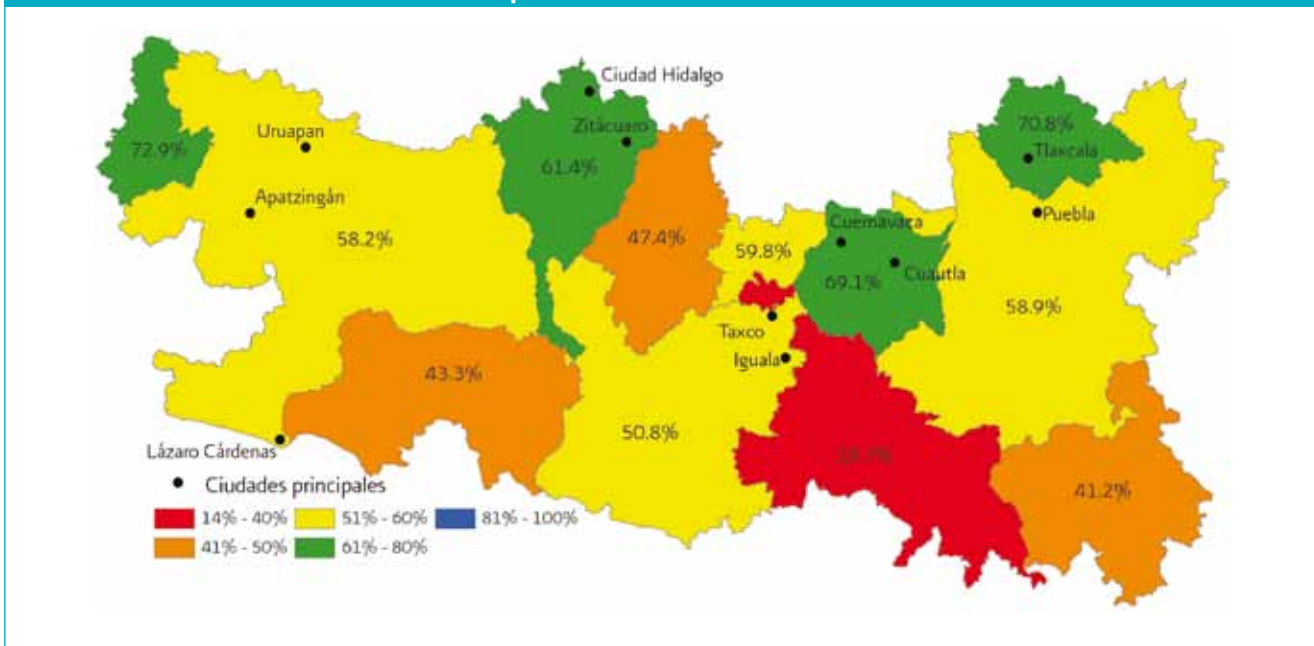 Ciudad Hidalgo
Zitácuaro
Uruapan
72.9%
61.4%
70.8%
Tlaxcala
Apatzingán
58.2%
47.4%
59.8%
Cuernavaca
Cuautla
69.1%
Puebla
58.9%
Taxco
Iguala
43.3%
50.8%
41.2%
Lázaro Cárdenas
Ciudades principales
14% - 40%
51% - 60%
81% - 100%
41% - 50%
61% - 80%